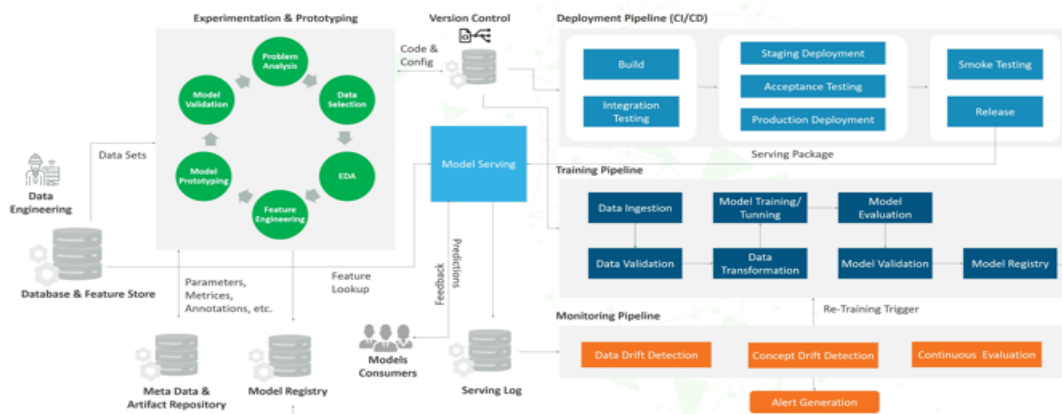 Experimentation & Prototyping
Problem
Analysis
Data
Selection
EDA
Feature
Engineering
Model
Prototyping
Model
Validation
Data Sets
Data
Engineering
Database & Feature Store
Parameters,
Metrices,
Annotations, etc.
Meta Data &
Artifact Repository
Model Registry
Version Control
Code &
Config
Model Serving
Feature
Lookup
Feedback
Predictions
Models
Consumers
Serving Log
Deployment Pipeline (CI/CD)
Build
Integration
Testing
Staging Deployment
Acceptance Testing
Production Deployment
Smoke Testing
Release
Serving Package
Training Pipeline
Data Ingestion
Model Training/
Tunning
Model
Evaluation
Data Validation
Data
Transformation
Model Validation
Model Registry
Re-Training Trigger
Monitoring Pipeline
Data Drift Detection
Concept Drift Detection
Continuous Evaluation
Alert Generation